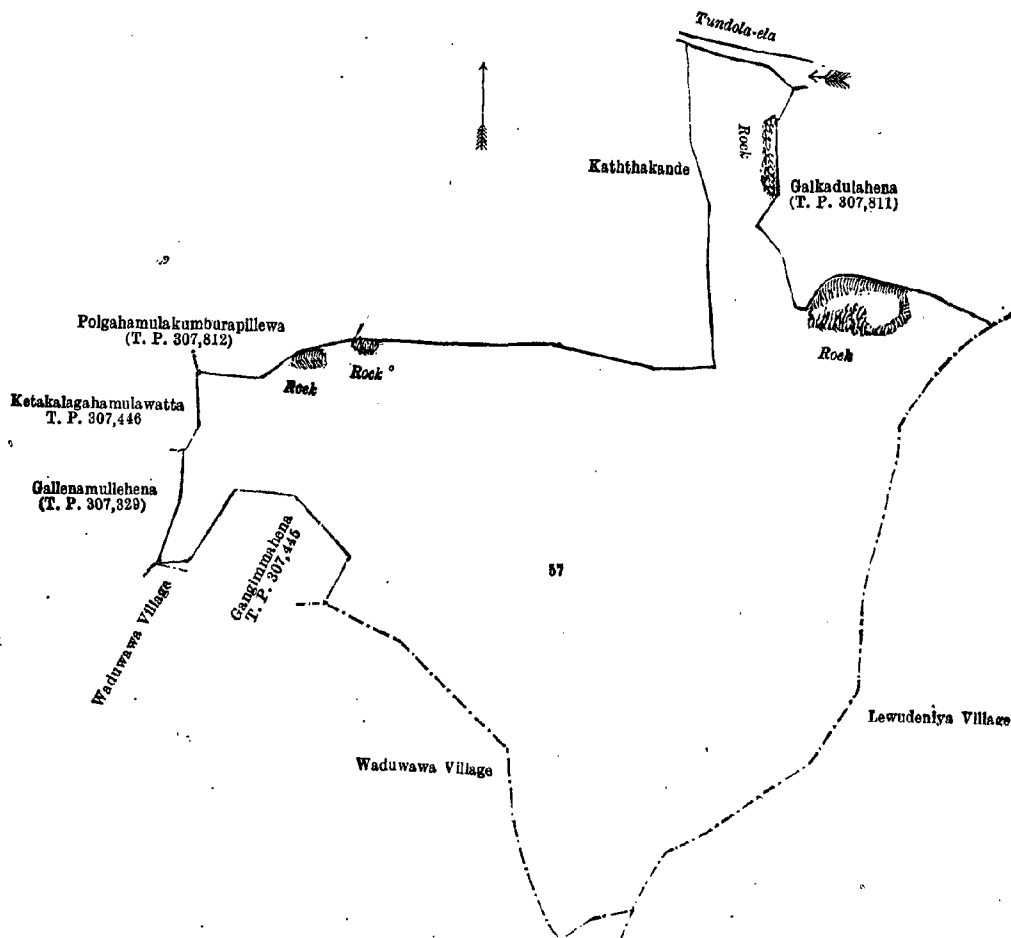 Tundola-ela
Rock
Kaththakande
Galkadulahena
(T. P. 307,811)
Polgahamulakumburapillewa
(T. P. 307,812)
Rock
Rock
Rock
Ketakalagahamulawatta
T. P. 307,446
Gallenamullehena
(T. P. 307,329)
Gangimmahena
T. P. 307,445
57
Waduwawa Village
Lewudeniya Village
Waduwawa Village